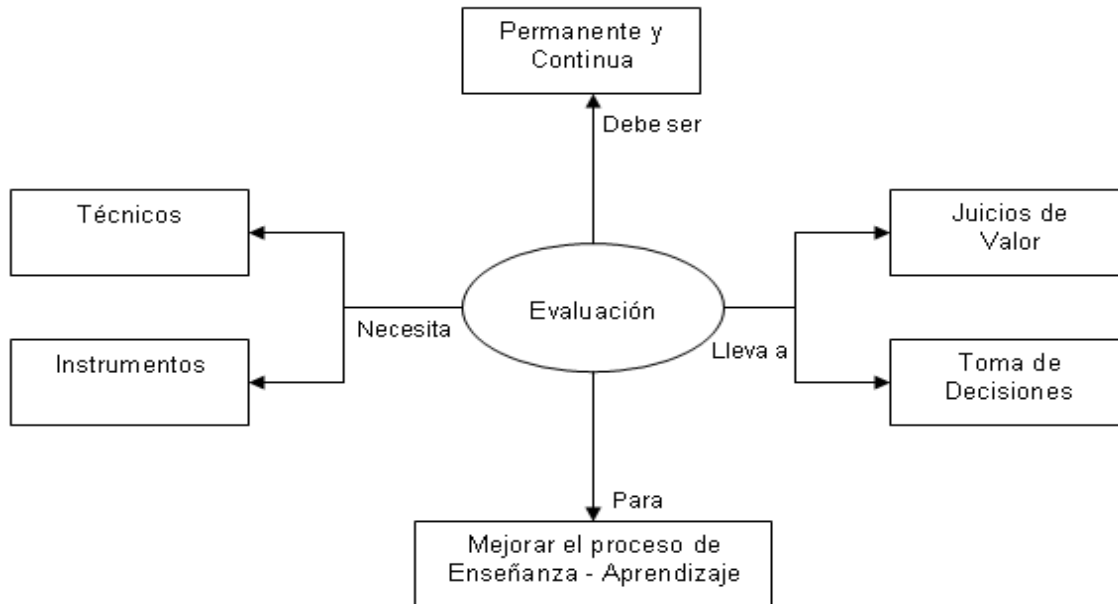 Permanente y
Continua
Debe ser
Técnicos
Juicios de
Valor
Evaluación
Necesita
Lleva a
Instrumentos
Toma de
Decisiones
Para
Mejorar el proceso de
Enseñanza - Aprendizaje